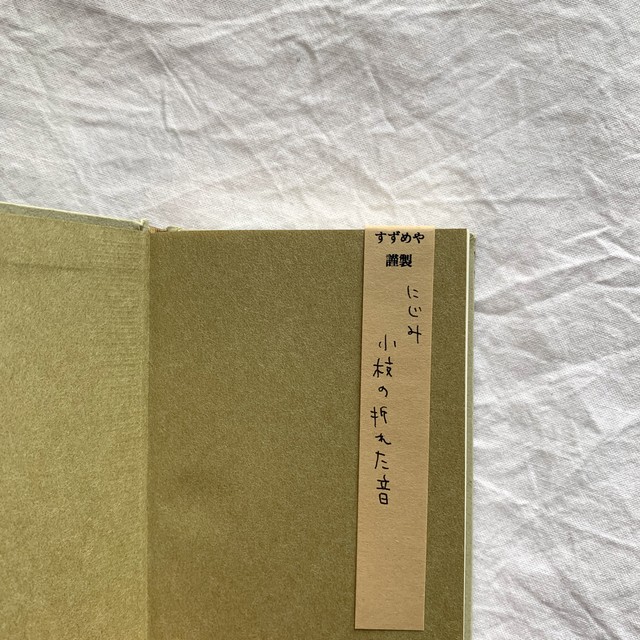 すずめや
謹製
にじみ
小枝の折れた音